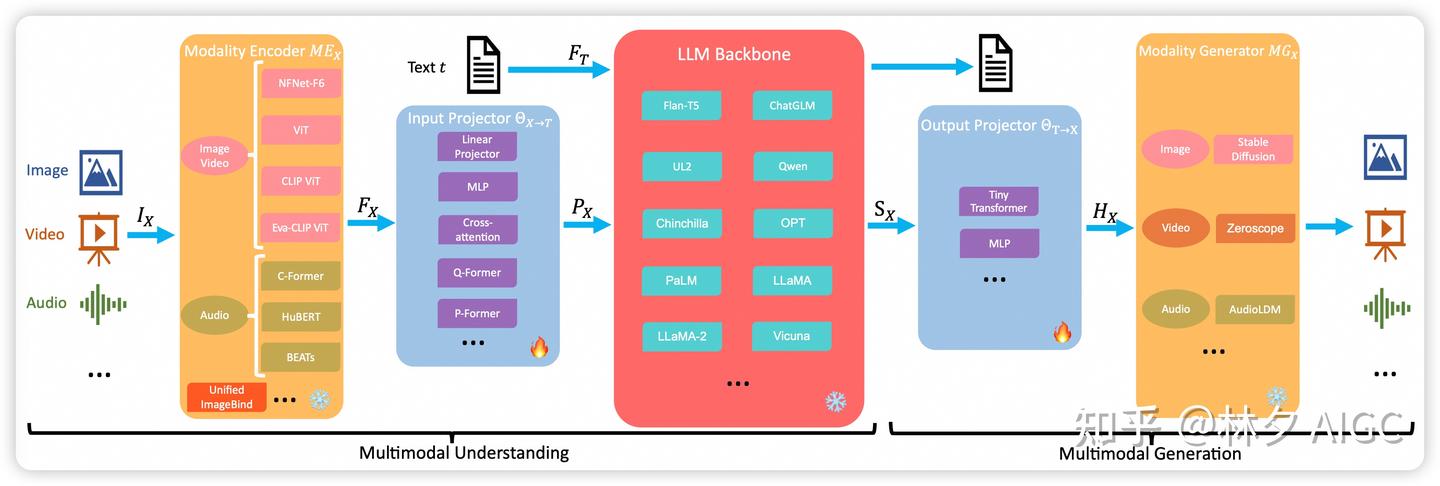 Image
Video
Audio
...
I_X
Modality Encoder ME_X
Image
Video
NFNet-F6
ViT
CLIP ViT
Eva-CLIP ViT
Audio
C-Former
HuBERT
BEATs
Unified
ImageBind
...
F_X
Text t
F_T
Input Projector Θ_X→T
Linear
Projector
MLP
Cross-
attention
Q-Former
P-Former
...
P_X
LLM Backbone
Flan-T5
ChatGLM
UL2
Qwen
Chinchilla
OPT
PaLM
LLaMA
LLaMA-2
Vicuna
...
S_X
Output Projector Θ_T→X
Tiny
Transformer
MLP
...
H_X
Modality Generator MG_X
Image
Stable
Diffusion
Video
Zeroscope
Audio
AudioLDM
...
...
Multimodal Understanding
Multimodal Generation
知乎 @林夕 AIGC